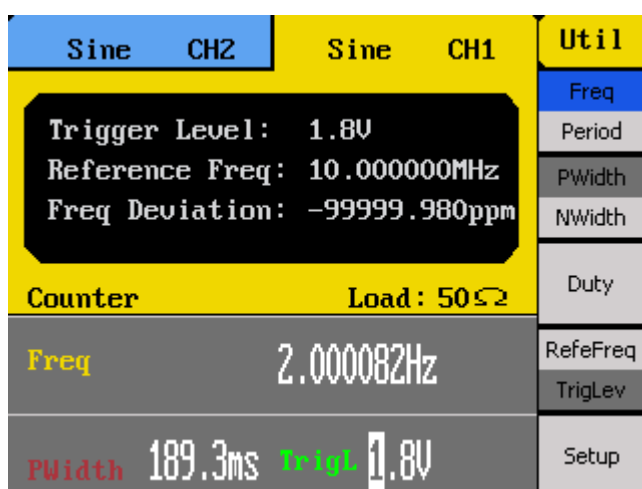 Sine CH2 Sine CH1 Util
Trigger Level: 1.8V
Reference Freq: 10.000000MHz
Freq Deviation: -99999.980ppm
Counter Load: 50Ω
Freq 2.000082Hz
PWidth 189.3ms TrigL 1.8V
Freq
Period
PWidth
NWidth
Duty
RefeFreq
TrigLev
Setup